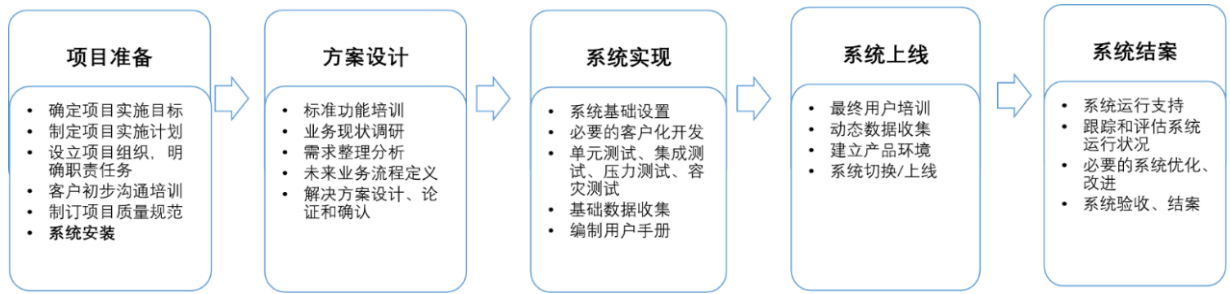 项目准备
• 确定项目实施目标
• 制定项目实施计划
• 设立项目组织，明
确职责任务
• 客户初步沟通培训
• 制订项目质量规范
• 系统安装
方案设计
• 标准功能培训
• 业务现状调研
• 需求整理分析
• 未来业务流程定义
• 解决方案设计、论
证和确认
系统实现
• 系统基础设置
• 必要的客户化开发
• 单元测试、集成测
试、压力测试、容
灾测试
• 基础数据收集
• 编制用户手册
系统上线
• 最终用户培训
• 动态数据收集
• 建立产品环境
• 系统切换/上线
系统结案
• 系统运行支持
• 跟踪和评估系统
运行状况
• 必要的系统优化、
改进
• 系统验收、结案